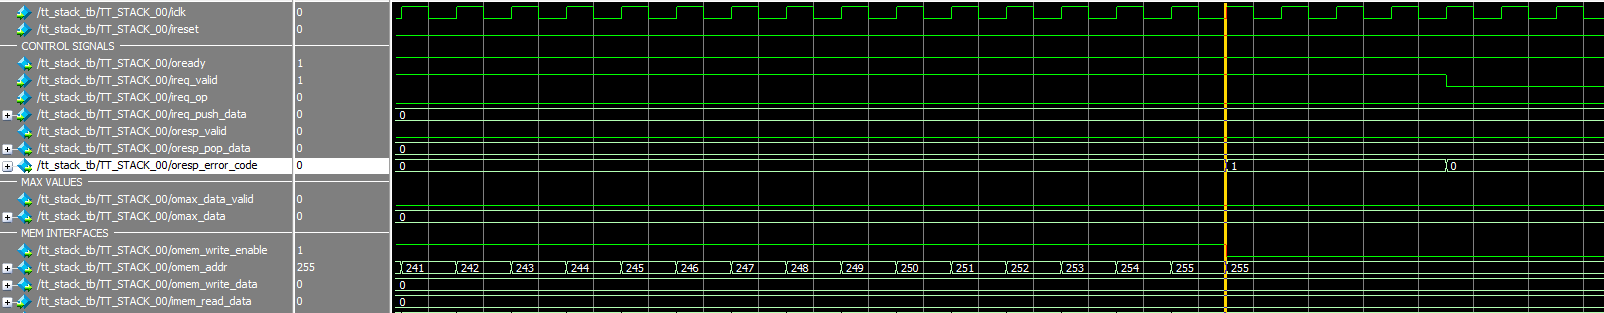 /tt_stack_tb/TT_STACK_00/iclk 0
/tt_stack_tb/TT_STACK_00/ireset 0
CONTROL SIGNALS
/tt_stack_tb/TT_STACK_00/oready 1
/tt_stack_tb/TT_STACK_00/ireq_valid 1
/tt_stack_tb/TT_STACK_00/ireq_op 0
/tt_stack_tb/TT_STACK_00/ireq_push_data 0 0
/tt_stack_tb/TT_STACK_00/oresp_valid 0
/tt_stack_tb/TT_STACK_00/oresp_pop_data 0 0
/tt_stack_tb/TT_STACK_00/oresp_error_code 0 0 1 0
MAX VALUES
/tt_stack_tb/TT_STACK_00/omax_data_valid 0
/tt_stack_tb/TT_STACK_00/omax_data 0 0
MEM INTERFACES
/tt_stack_tb/TT_STACK_00/omem_write_enable 1
/tt_stack_tb/TT_STACK_00/omem_addr 255 241 242 243 244 245 246 247 248 249 250 251 252 253 254 255 255
/tt_stack_tb/TT_STACK_00/omem_write_data 0 0
/tt_stack_tb/TT_STACK_00/imem_read_data 0 0